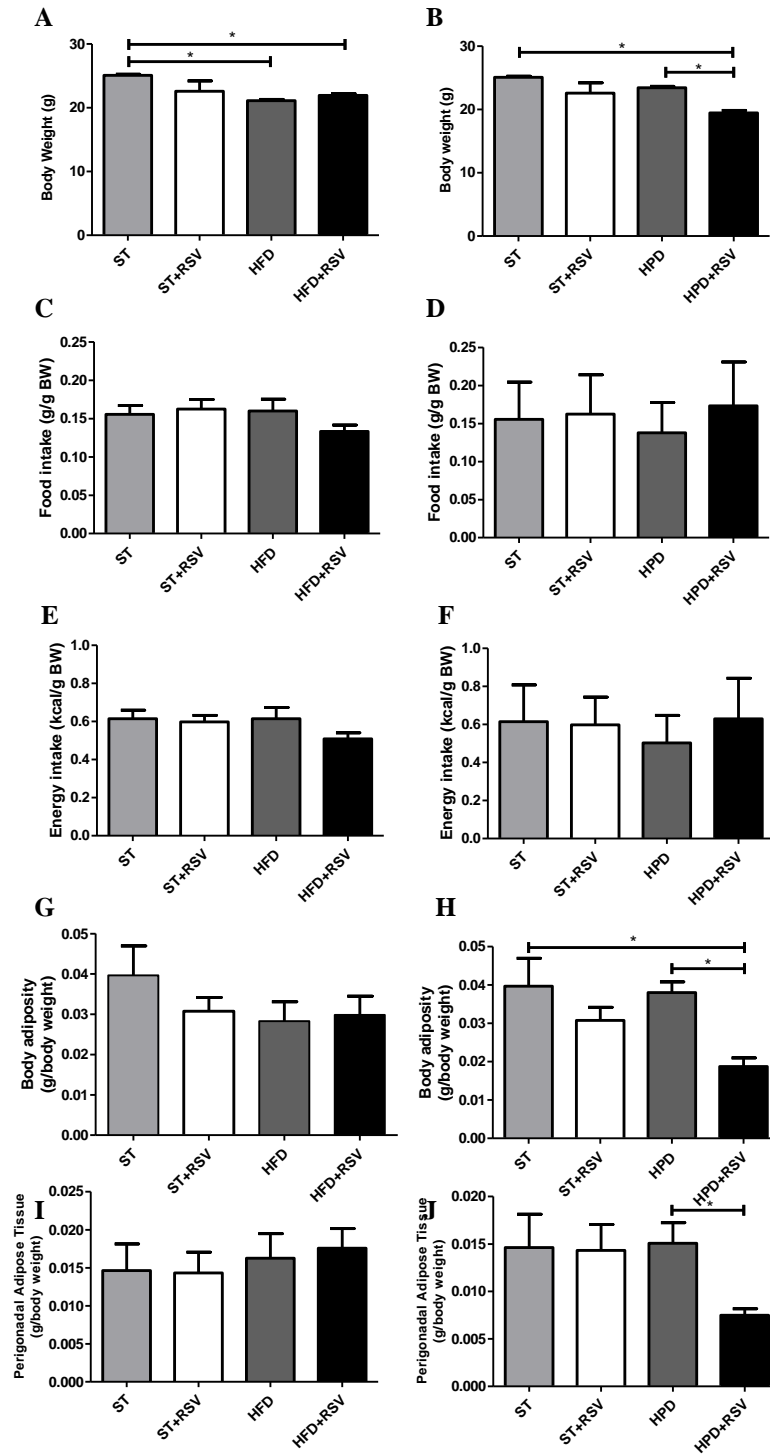 A
*
*
Body Weight (g)
30
20
10
0
ST
ST+RSV
HFD
HFD+RSV
B
*
*
Body weight (g)
30
20
10
0
ST
ST+RSV
HPD
HPD+RSV
C
Food intake (g/g BW)
0.25
0.20
0.15
0.10
0.05
0.00
ST
ST+RSV
HFD
HFD+RSV
D
Food intake (g/g BW)
0.25
0.20
0.15
0.10
0.05
0.00
ST
ST+RSV
HPD
HPD+RSV
E
Energy intake (kcal/g BW)
1.0
0.8
0.6
0.4
0.2
0.0
ST
ST+RSV
HFD
HFD+RSV
F
Energy intake (kcal/g BW)
1.0
0.8
0.6
0.4
0.2
0.0
ST
ST+RSV
HPD
HPD+RSV
G
Body adiposity
(g/body weight)
0.05
0.04
0.03
0.02
0.01
0.00
ST
ST+RSV
HFD
HFD+RSV
H
*
*
Body adiposity
(g/body weight)
0.05
0.04
0.03
0.02
0.01
0.00
ST
ST+RSV
HPD
HPD+RSV
I
Perigonadal Adipose Tissue
(g/body weight)
0.025
0.020
0.015
0.010
0.005
0.000
ST
ST+RSV
HFD
HFD+RSV
J
*
Perigonadal Adipose Tissue
(g/body weight)
0.020
0.015
0.010
0.005
0.000
ST
ST+RSV
HPD
HPD+RSV